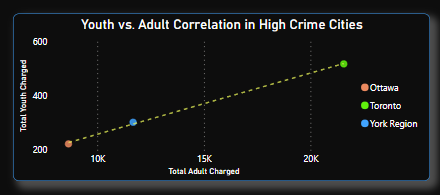 Youth vs. Adult Correlation in High Crime Cities
Total Youth Charged
600
400
200
10K
15K
20K
Total Adult Charged
Ottawa
Toronto
York Region